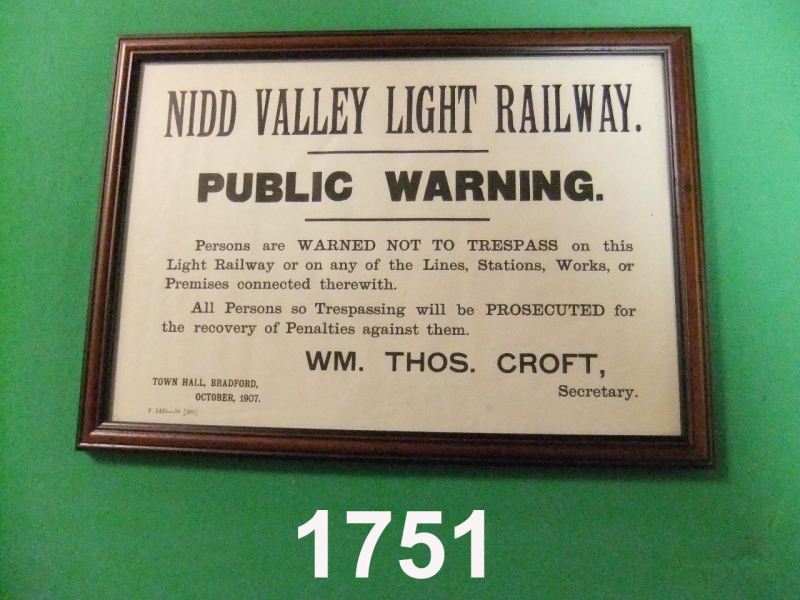 NIDD VALLEY LIGHT RAILWAY.
PUBLIC WARNING.
Persons are WARNED NOT TO TRESPASS on this
Light Railway or on any of the Lines, Stations, Works, or
Premises connected therewith.
All Persons so Trespassing will be PROSECUTED for
the recovery of Penalties against them.
WM. THOS. CROFT,
Secretary.
TOWN HALL, BRADFORD,
OCTOBER, 1907.
1751